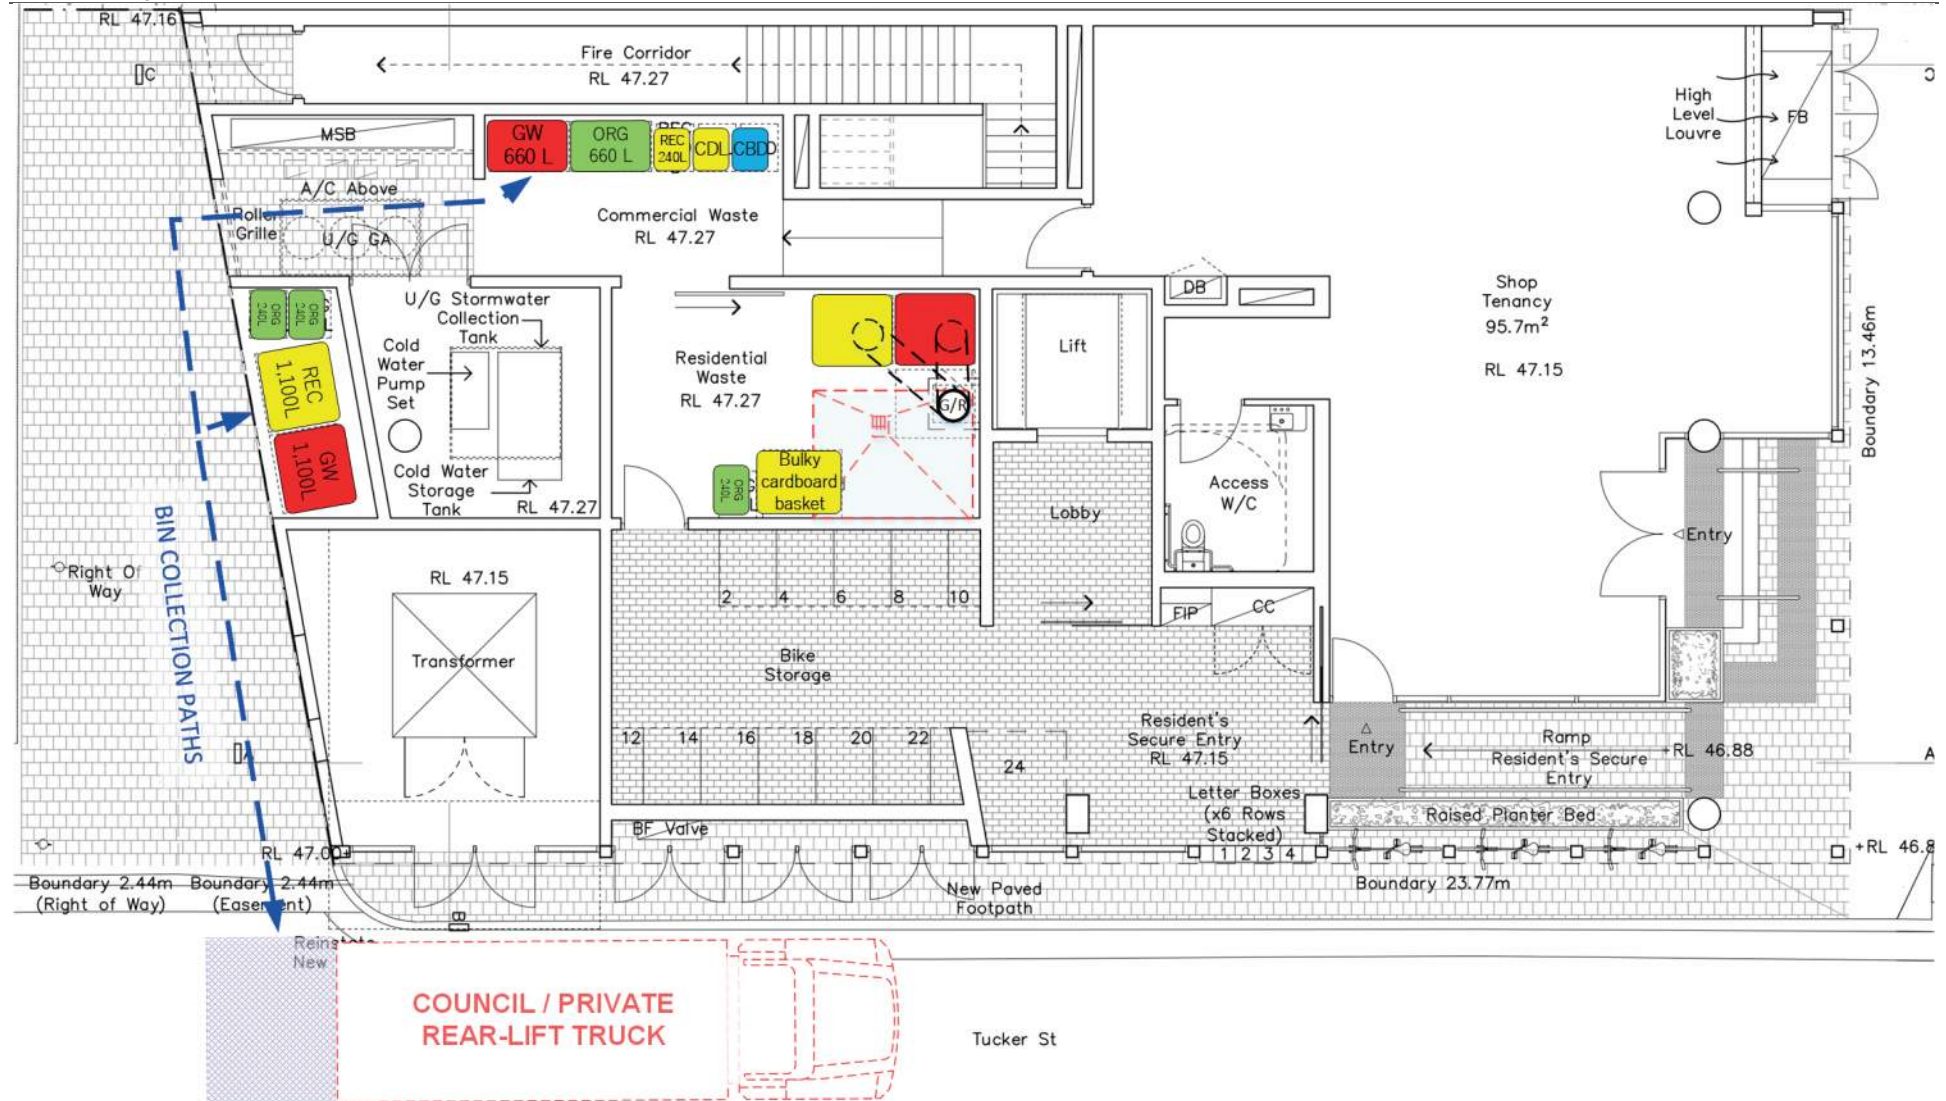 RL 47.16
C
Fire Corridor
RL 47.27
High
Level
Louvre
FB
MSB
GW
660 L
ORG
660 L
REC
240L
CDL
CBD
A/C Above
Roller
Grille
U/G GA
Commercial Waste
RL 47.27
U/G Stormwater
Collection
Tank
Cold
Water
Pump
Set
Cold Water
Storage
Tank
RL 47.27
ORG
240L
ORG
240L
REC
1,100L
GW
1,100L
Residential
Waste
RL 47.27
G/R
ORG
240L
Bulky
cardboard
basket
Lift
DB
Shop
Tenancy
95.7m²
RL 47.15
Boundary 13.46m
Access
W/C
Lobby
Entry
BIN COLLECTION PATHS
Right Of
Way
RL 47.15
Transformer
2 4 6 8 10
Bike
Storage
12 14 16 18 20 22
24
FIP
CC
Resident's
Secure Entry
RL 47.15
Entry
Ramp
Resident's Secure
Entry
+RL 46.88
A
Letter Boxes
(x6 Rows
Stacked)
1 2 3 4
Raised Planter Bed
BF Valve
RL 47.00+
+RL 46.8
Boundary 2.44m
(Right of Way)
Boundary 2.44m
(Easement)
B
New Paved
Footpath
Boundary 23.77m
New
COUNCIL / PRIVATE
REAR-LIFT TRUCK
Tucker St